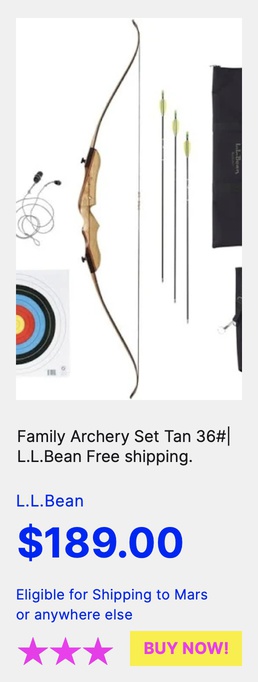 L.L.Bean
Family Archery Set Tan 36#|
L.L.Bean Free shipping.
L.L.Bean
$189.00
Eligible for Shipping to Mars
or anywhere else
BUY NOW!